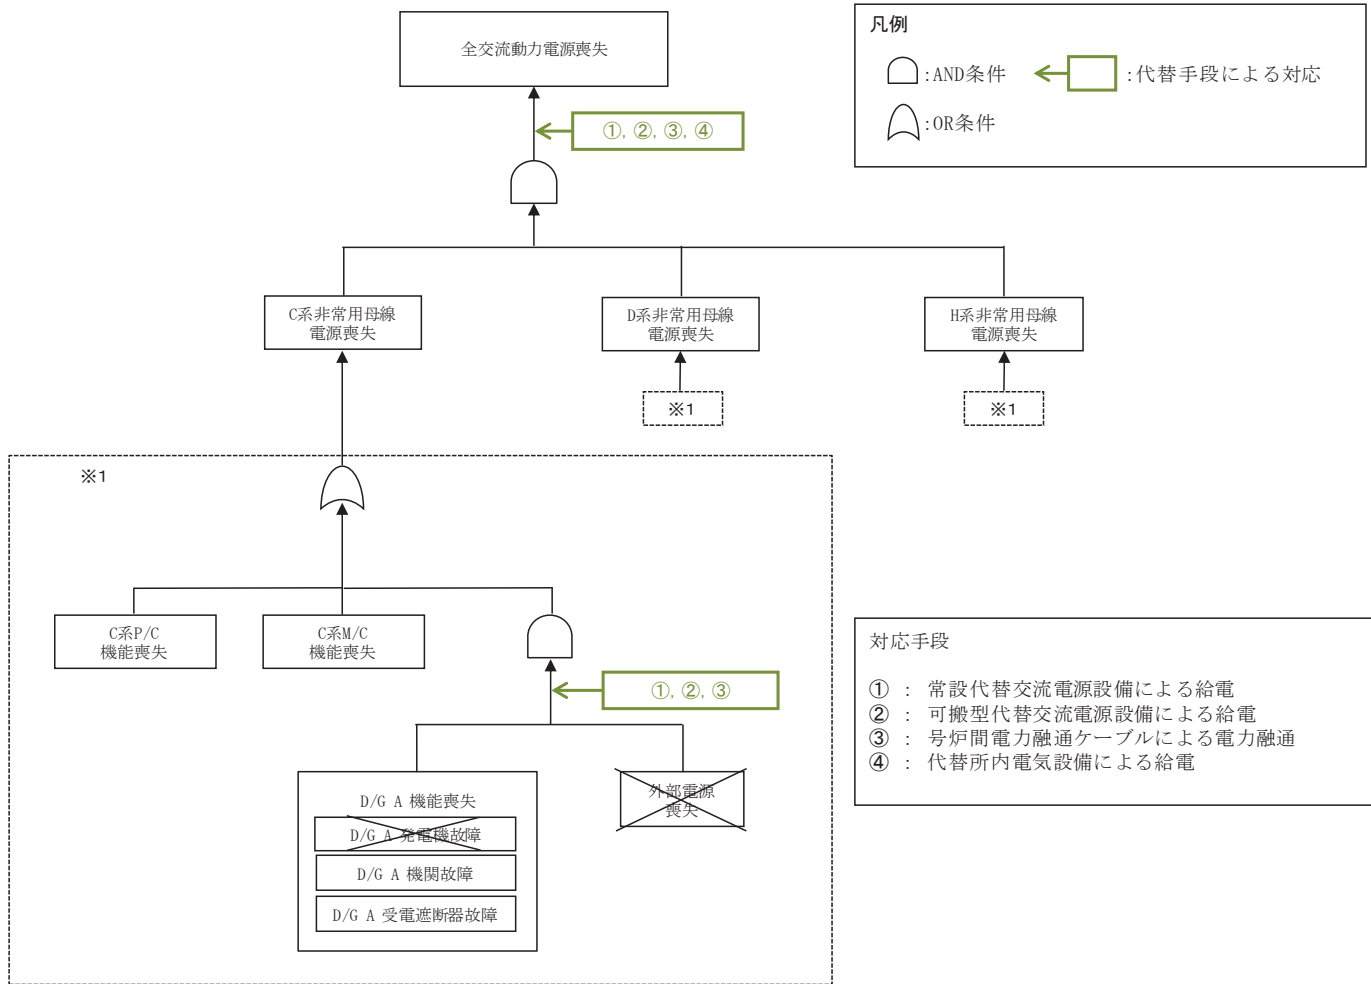 全交流動力電源喪失
①, ②, ③, ④
凡例
:AND条件
:代替手段による対応
:OR条件
C系非常用母線
電源喪失
D系非常用母線
電源喪失
H系非常用母線
電源喪失
※1
※1
※1
C系P/C
機能喪失
C系M/C
機能喪失
①, ②, ③
D/G A 機能喪失
D/G A 発電機故障
D/G A 機関故障
D/G A 受電遮断器故障
外部電源
喪失
対応手段
① : 常設代替交流電源設備による給電
② : 可搬型代替交流電源設備による給電
③ : 号炉間電力融通ケーブルによる電力融通
④ : 代替所内電気設備による給電